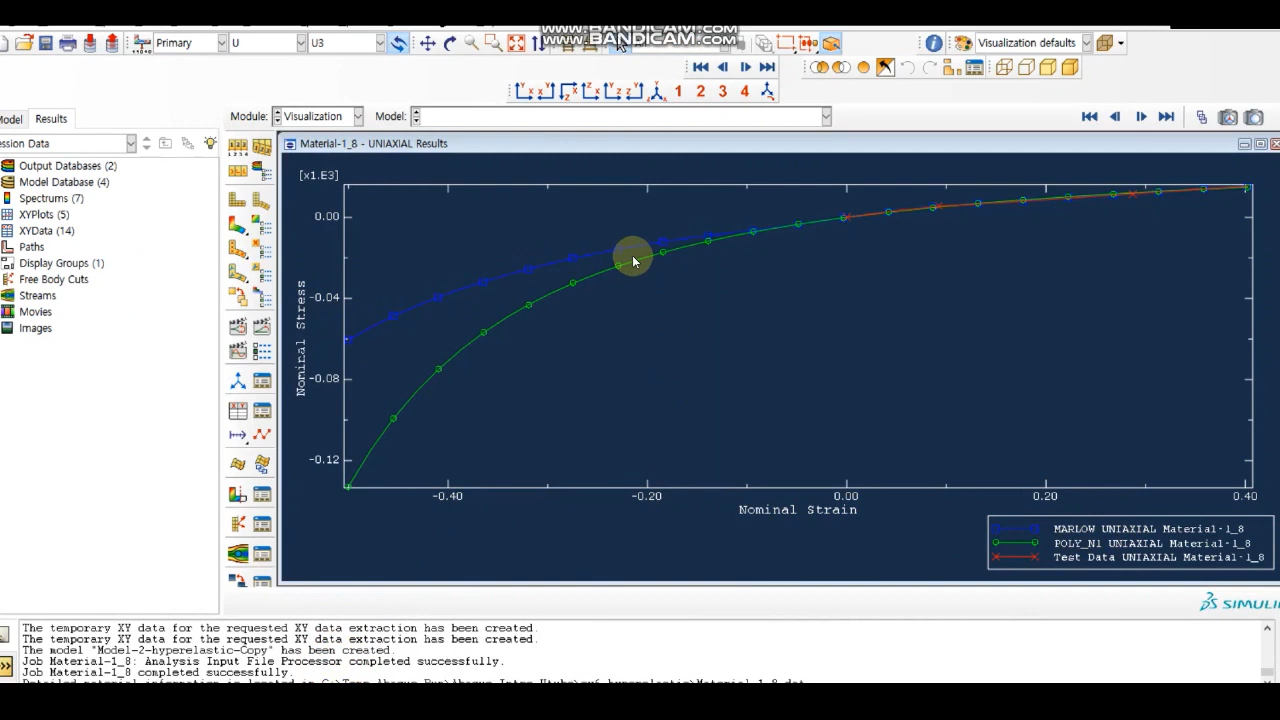 WWW.BANDICAM.COM
Primary U U3 Visualization defaults
1 2 3 4
Model Results Module: Visualization Model:
ession Data
Output Databases (2)
Model Database (4)
Spectrums (7)
XYPlots (5)
XYData (14)
Paths
Display Groups (1)
Free Body Cuts
Streams
Movies
Images
Material-1_8 - UNIAXIAL Results
[x1.E3]
0.00
-0.04
-0.08
-0.12
Nominal Stress
-0.40 -0.20 0.00 0.20 0.40
Nominal Strain
MARLOW UNIAXIAL Material-1_8
POLY_N1 UNIAXIAL Material-1_8
Test Data UNIAXIAL Material-1_8
SIMULI
The temporary XY data for the requested XY data extraction has been created.
The temporary XY data for the requested XY data extraction has been created.
The model "Model-2-hyperelastic-Copy" has been created.
Job Material-1_8: Analysis Input File Processor completed successfully.
Job Material-1_8 completed successfully.